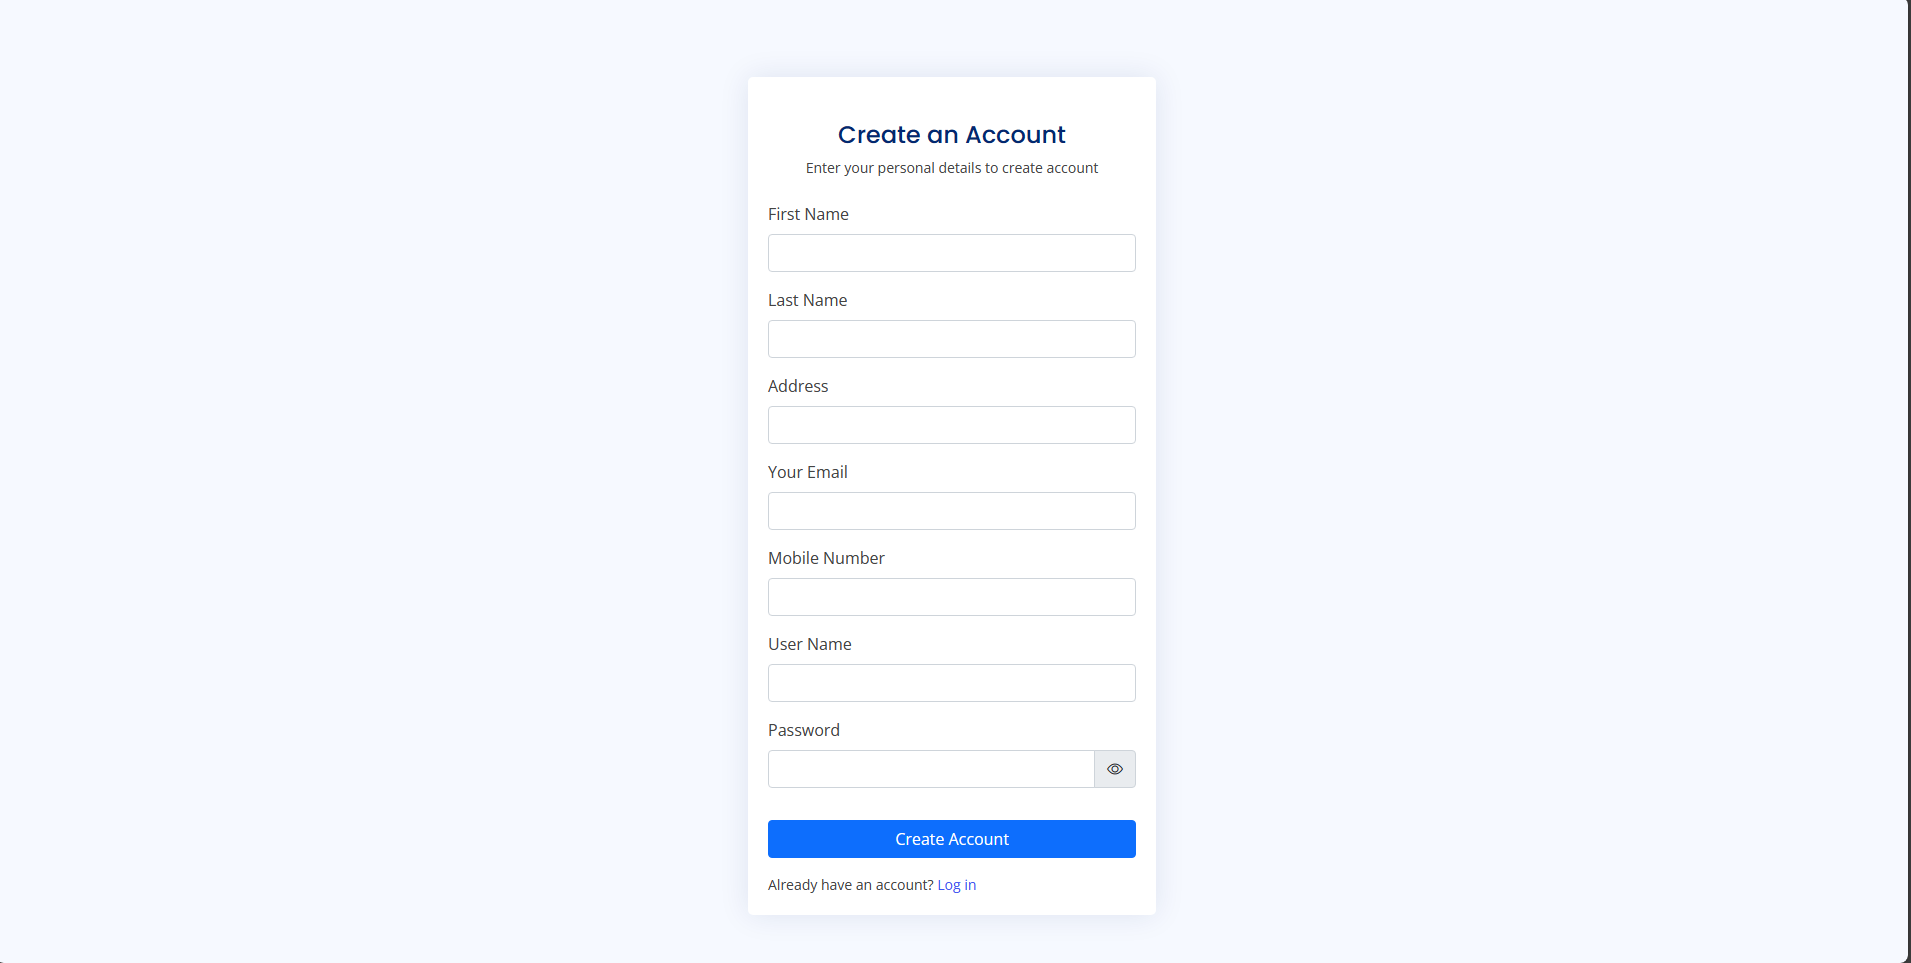 Create an Account
Enter your personal details to create account
First Name
Last Name
Address
Your Email
Mobile Number
User Name
Password
Create Account
Already have an account? Log in